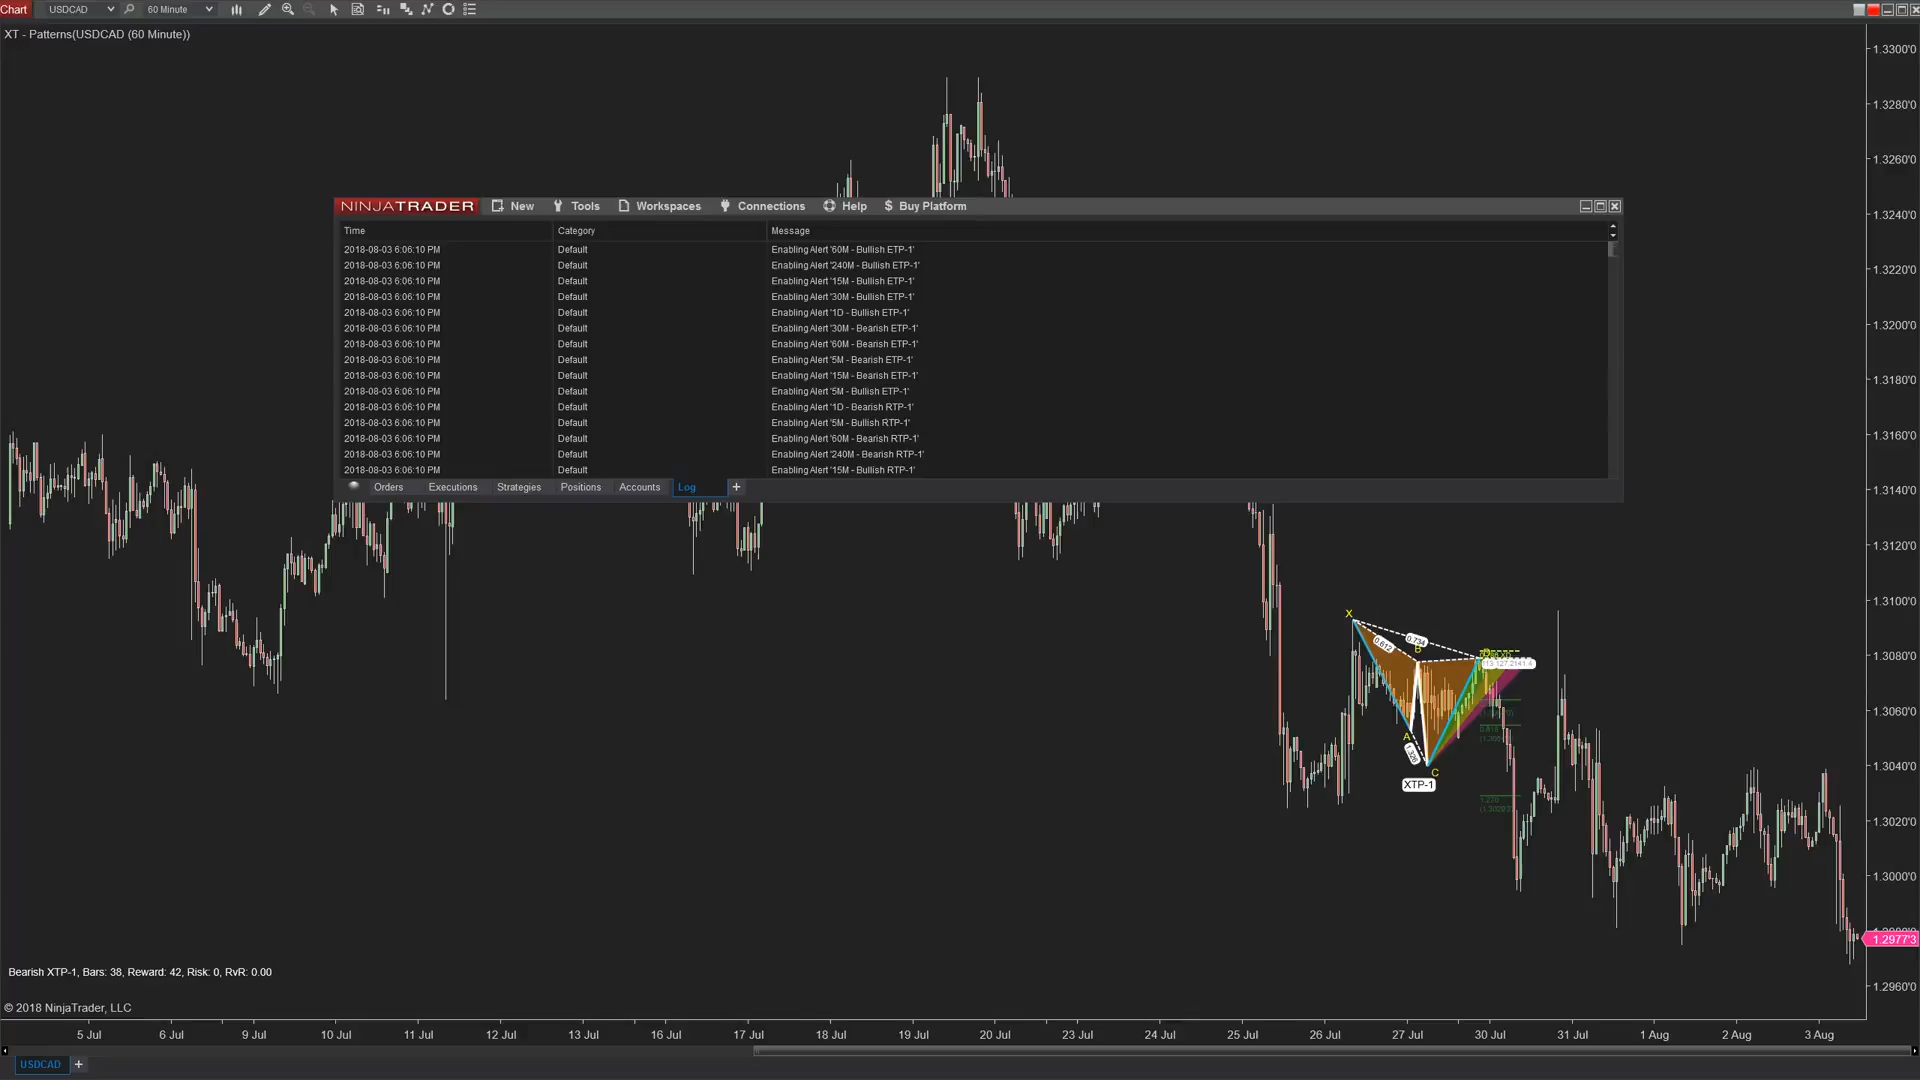 Chart USDCAD 60 Minute
XT - Patterns(USDCAD (60 Minute))
1.3300'0
1.3280'0
1.3260'0
1.3240'0
1.3220'0
1.3200'0
1.3180'0
1.3160'0
1.3140'0
1.3120'0
1.3100'0
1.3080'0
1.3060'0
1.3040'0
1.3020'0
1.3000'0
1.2977'3
1.2960'0
NINJATRADER New Tools Workspaces Connections Help $ Buy Platform
Time Category Message
2018-08-03 6:06:10 PM Default Enabling Alert '60M - Bullish ETP-1'
2018-08-03 6:06:10 PM Default Enabling Alert '240M - Bullish ETP-1'
2018-08-03 6:06:10 PM Default Enabling Alert '15M - Bullish ETP-1'
2018-08-03 6:06:10 PM Default Enabling Alert '30M - Bullish ETP-1'
2018-08-03 6:06:10 PM Default Enabling Alert '1D - Bullish ETP-1'
2018-08-03 6:06:10 PM Default Enabling Alert '30M - Bearish ETP-1'
2018-08-03 6:06:10 PM Default Enabling Alert '60M - Bearish ETP-1'
2018-08-03 6:06:10 PM Default Enabling Alert '5M - Bearish ETP-1'
2018-08-03 6:06:10 PM Default Enabling Alert '15M - Bearish ETP-1'
2018-08-03 6:06:10 PM Default Enabling Alert '5M - Bullish ETP-1'
2018-08-03 6:06:10 PM Default Enabling Alert '1D - Bearish RTP-1'
2018-08-03 6:06:10 PM Default Enabling Alert '5M - Bullish RTP-1'
2018-08-03 6:06:10 PM Default Enabling Alert '60M - Bearish RTP-1'
2018-08-03 6:06:10 PM Default Enabling Alert '240M - Bearish RTP-1'
2018-08-03 6:06:10 PM Default Enabling Alert '15M - Bullish RTP-1'
Orders Executions Strategies Positions Accounts Log +
X
0.612
0.734
B
A
C
XTP-1
Bearish XTP-1, Bars: 38, Reward: 42, Risk: 0, RvR: 0.00
© 2018 NinjaTrader, LLC
5 Jul 6 Jul 9 Jul 10 Jul 11 Jul 12 Jul 13 Jul 16 Jul 17 Jul 18 Jul 19 Jul 20 Jul 23 Jul 24 Jul 25 Jul 26 Jul 27 Jul 30 Jul 31 Jul 1 Aug 2 Aug 3 Aug
USDCAD +